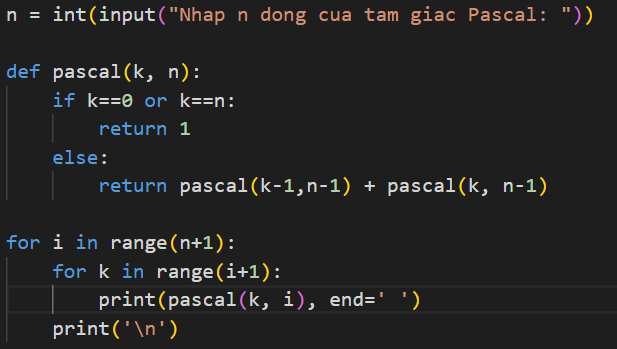 n = int(input("Nhap n dong cua tam giac Pascal: "))
def pascal(k, n):
    if k==0 or k==n:
        return 1
    else:
        return pascal(k-1,n-1) + pascal(k, n-1)
for i in range(n+1):
    for k in range(i+1):
        print(pascal(k, i), end=' ')
    print('\n')